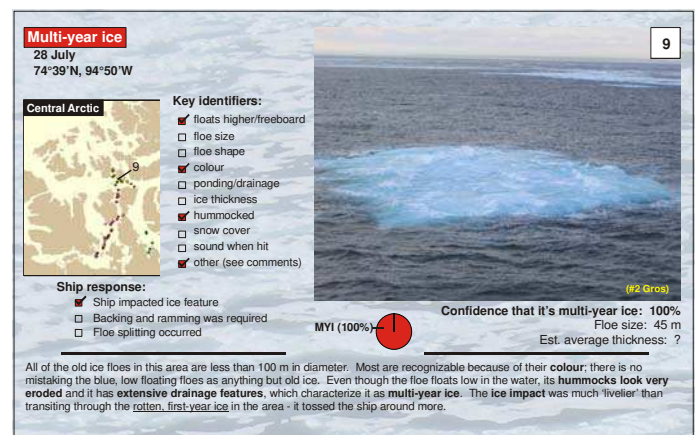 Multi-year ice
28 July
74°39'N, 94°50'W
9
Central Arctic
9
Key identifiers:
floats higher/freeboard
floe size
floe shape
colour
ponding/drainage
ice thickness
hummocked
snow cover
sound when hit
other (see comments)
Ship response:
Ship impacted ice feature
Backing and ramming was required
Floe splitting occurred
(#2 Gros)
MYI (100%)
Confidence that it's multi-year ice: 100%
Floe size: 45 m
Est. average thickness: ?
All of the old ice floes in this area are less than 100 m in diameter. Most are recognizable because of their colour; there is no
mistaking the blue, low floating floes as anything but old ice. Even though the floe floats low in the water, its hummocks look very
eroded and it has extensive drainage features, which characterize it as multi-year ice. The ice impact was much 'livelier' than
transiting through the rotten, first-year ice in the area - it tossed the ship around more.